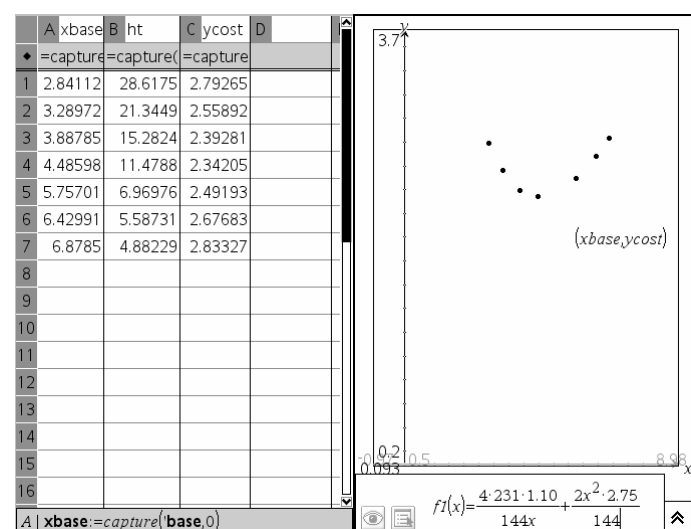 A xbase B ht C ycost D
◆ =capture =capture( =capture
1 2.84112 28.6175 2.79265
2 3.28972 21.3449 2.55892
3 3.88785 15.2824 2.39281
4 4.48598 11.4788 2.34205
5 5.75701 6.96976 2.49193
6 6.42991 5.58731 2.67683
7 6.8785 4.88229 2.83327
8
9
10
11
12
13
14
15
16
A xbase:=capture('base,0)
3.7 y
(xbase,ycost)
0.2
0.5 8.98 x
0.093
f1(x)=4·231·1.10/144x + 2x²·2.75/144